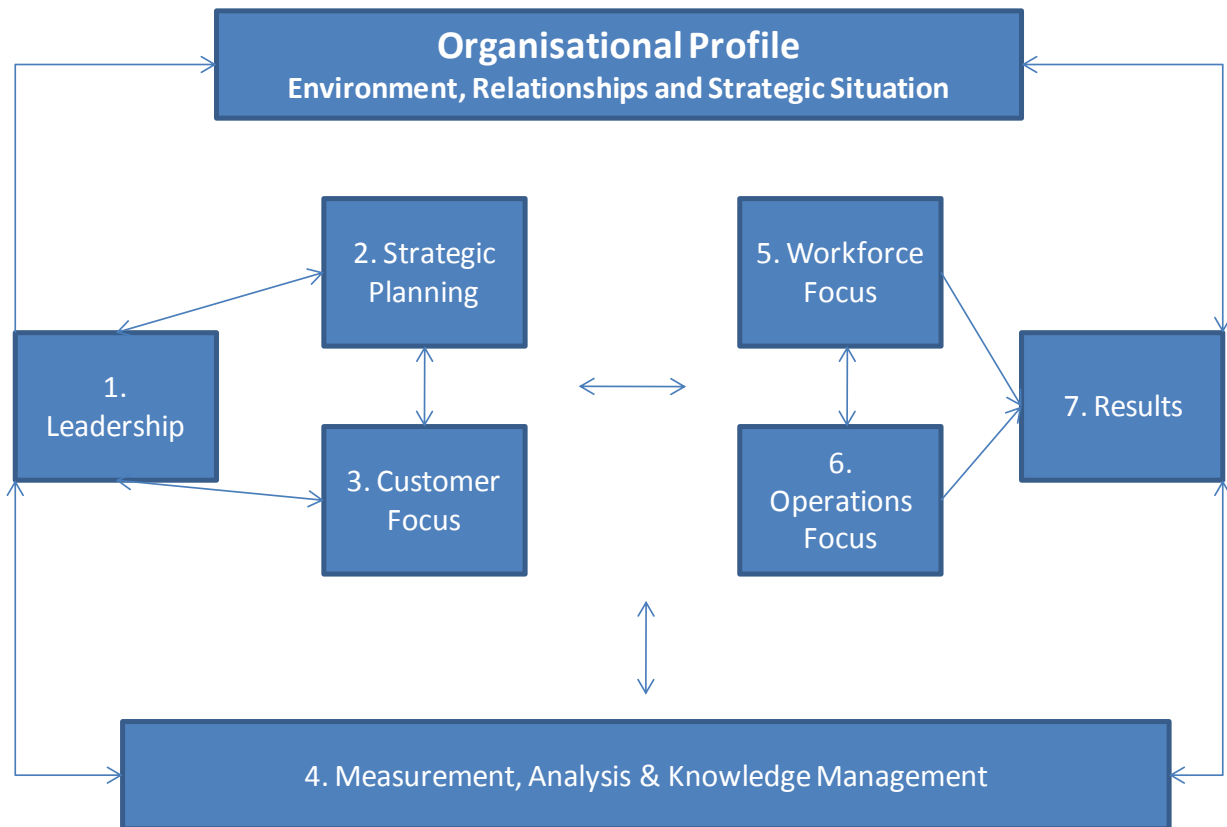 Organisational Profile
Environment, Relationships and Strategic Situation
2. Strategic
Planning
5. Workforce
Focus
1.
Leadership
7. Results
3. Customer
Focus
6.
Operations
Focus
4. Measurement, Analysis & Knowledge Management